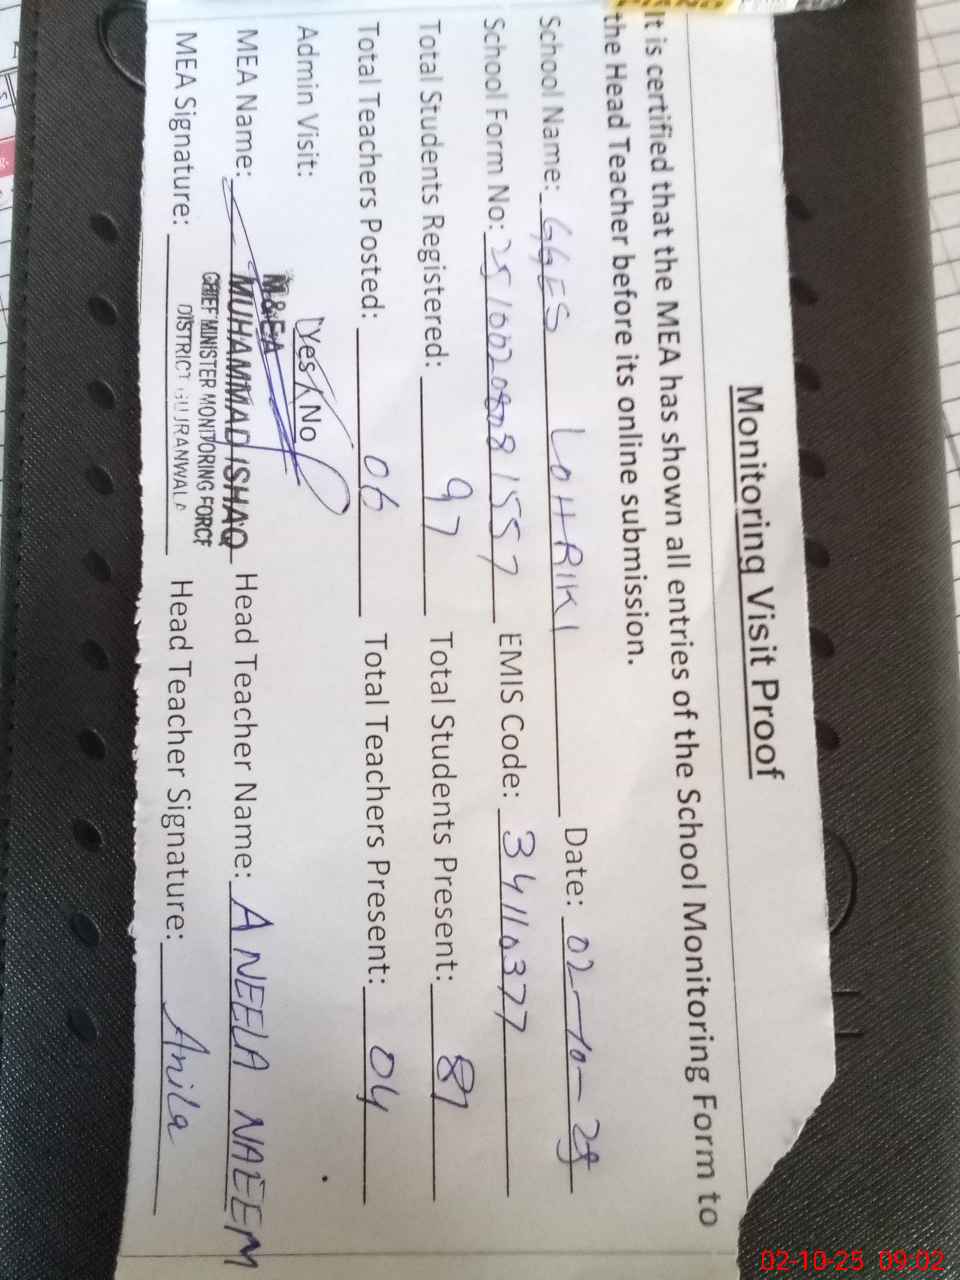 Monitoring Visit Proof
It is certified that the MEA has shown all entries of the School Monitoring Form to
the Head Teacher before its online submission.
School Name: GGES LOHRIKI Date: 02-10-25
School Form No: EMIS Code: 34110377
Total Students Registered: 97 Total Students Present: 87
Total Teachers Posted: 06 Total Teachers Present: 04
Admin Visit: Yes / No
M & EA
MEA Name: MUHAMMAD ISHAQ Head Teacher Name: ANEELA NAEEM
CHIEF MINISTER MONITORING FORCE
DISTRICT GUJRANWALA
MEA Signature: Head Teacher Signature: Anila
02-10-25 09:02